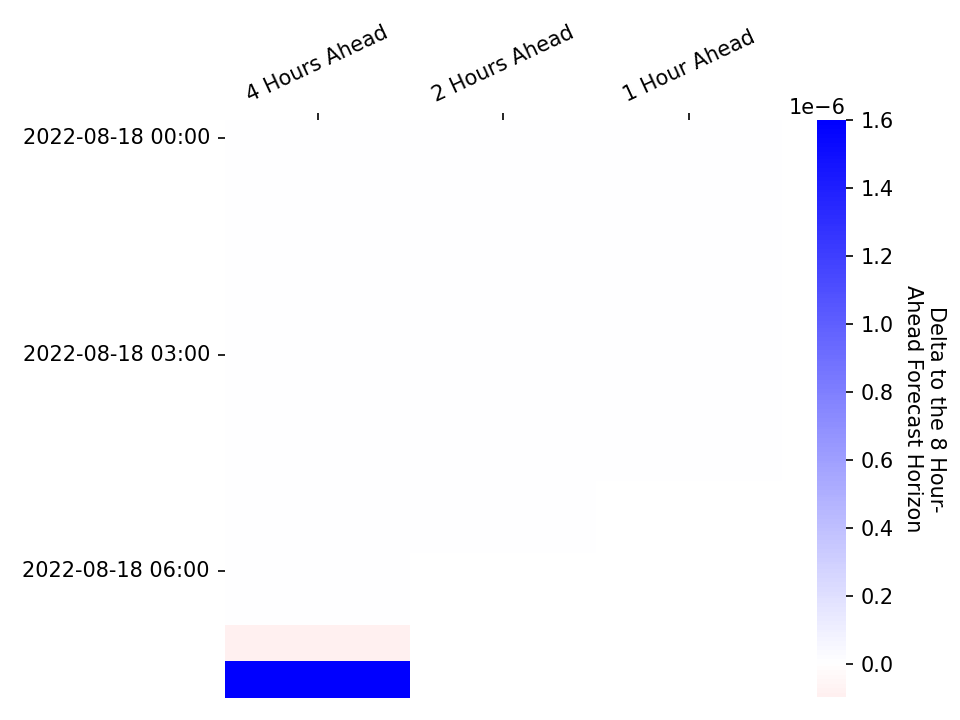 4 Hours Ahead
2 Hours Ahead
1 Hour Ahead
1e−6
2022-08-18 00:00
2022-08-18 03:00
2022-08-18 06:00
1.6
1.4
1.2
1.0
0.8
0.6
0.4
0.2
0.0
Delta to the 8 Hour-
Ahead Forecast Horizon